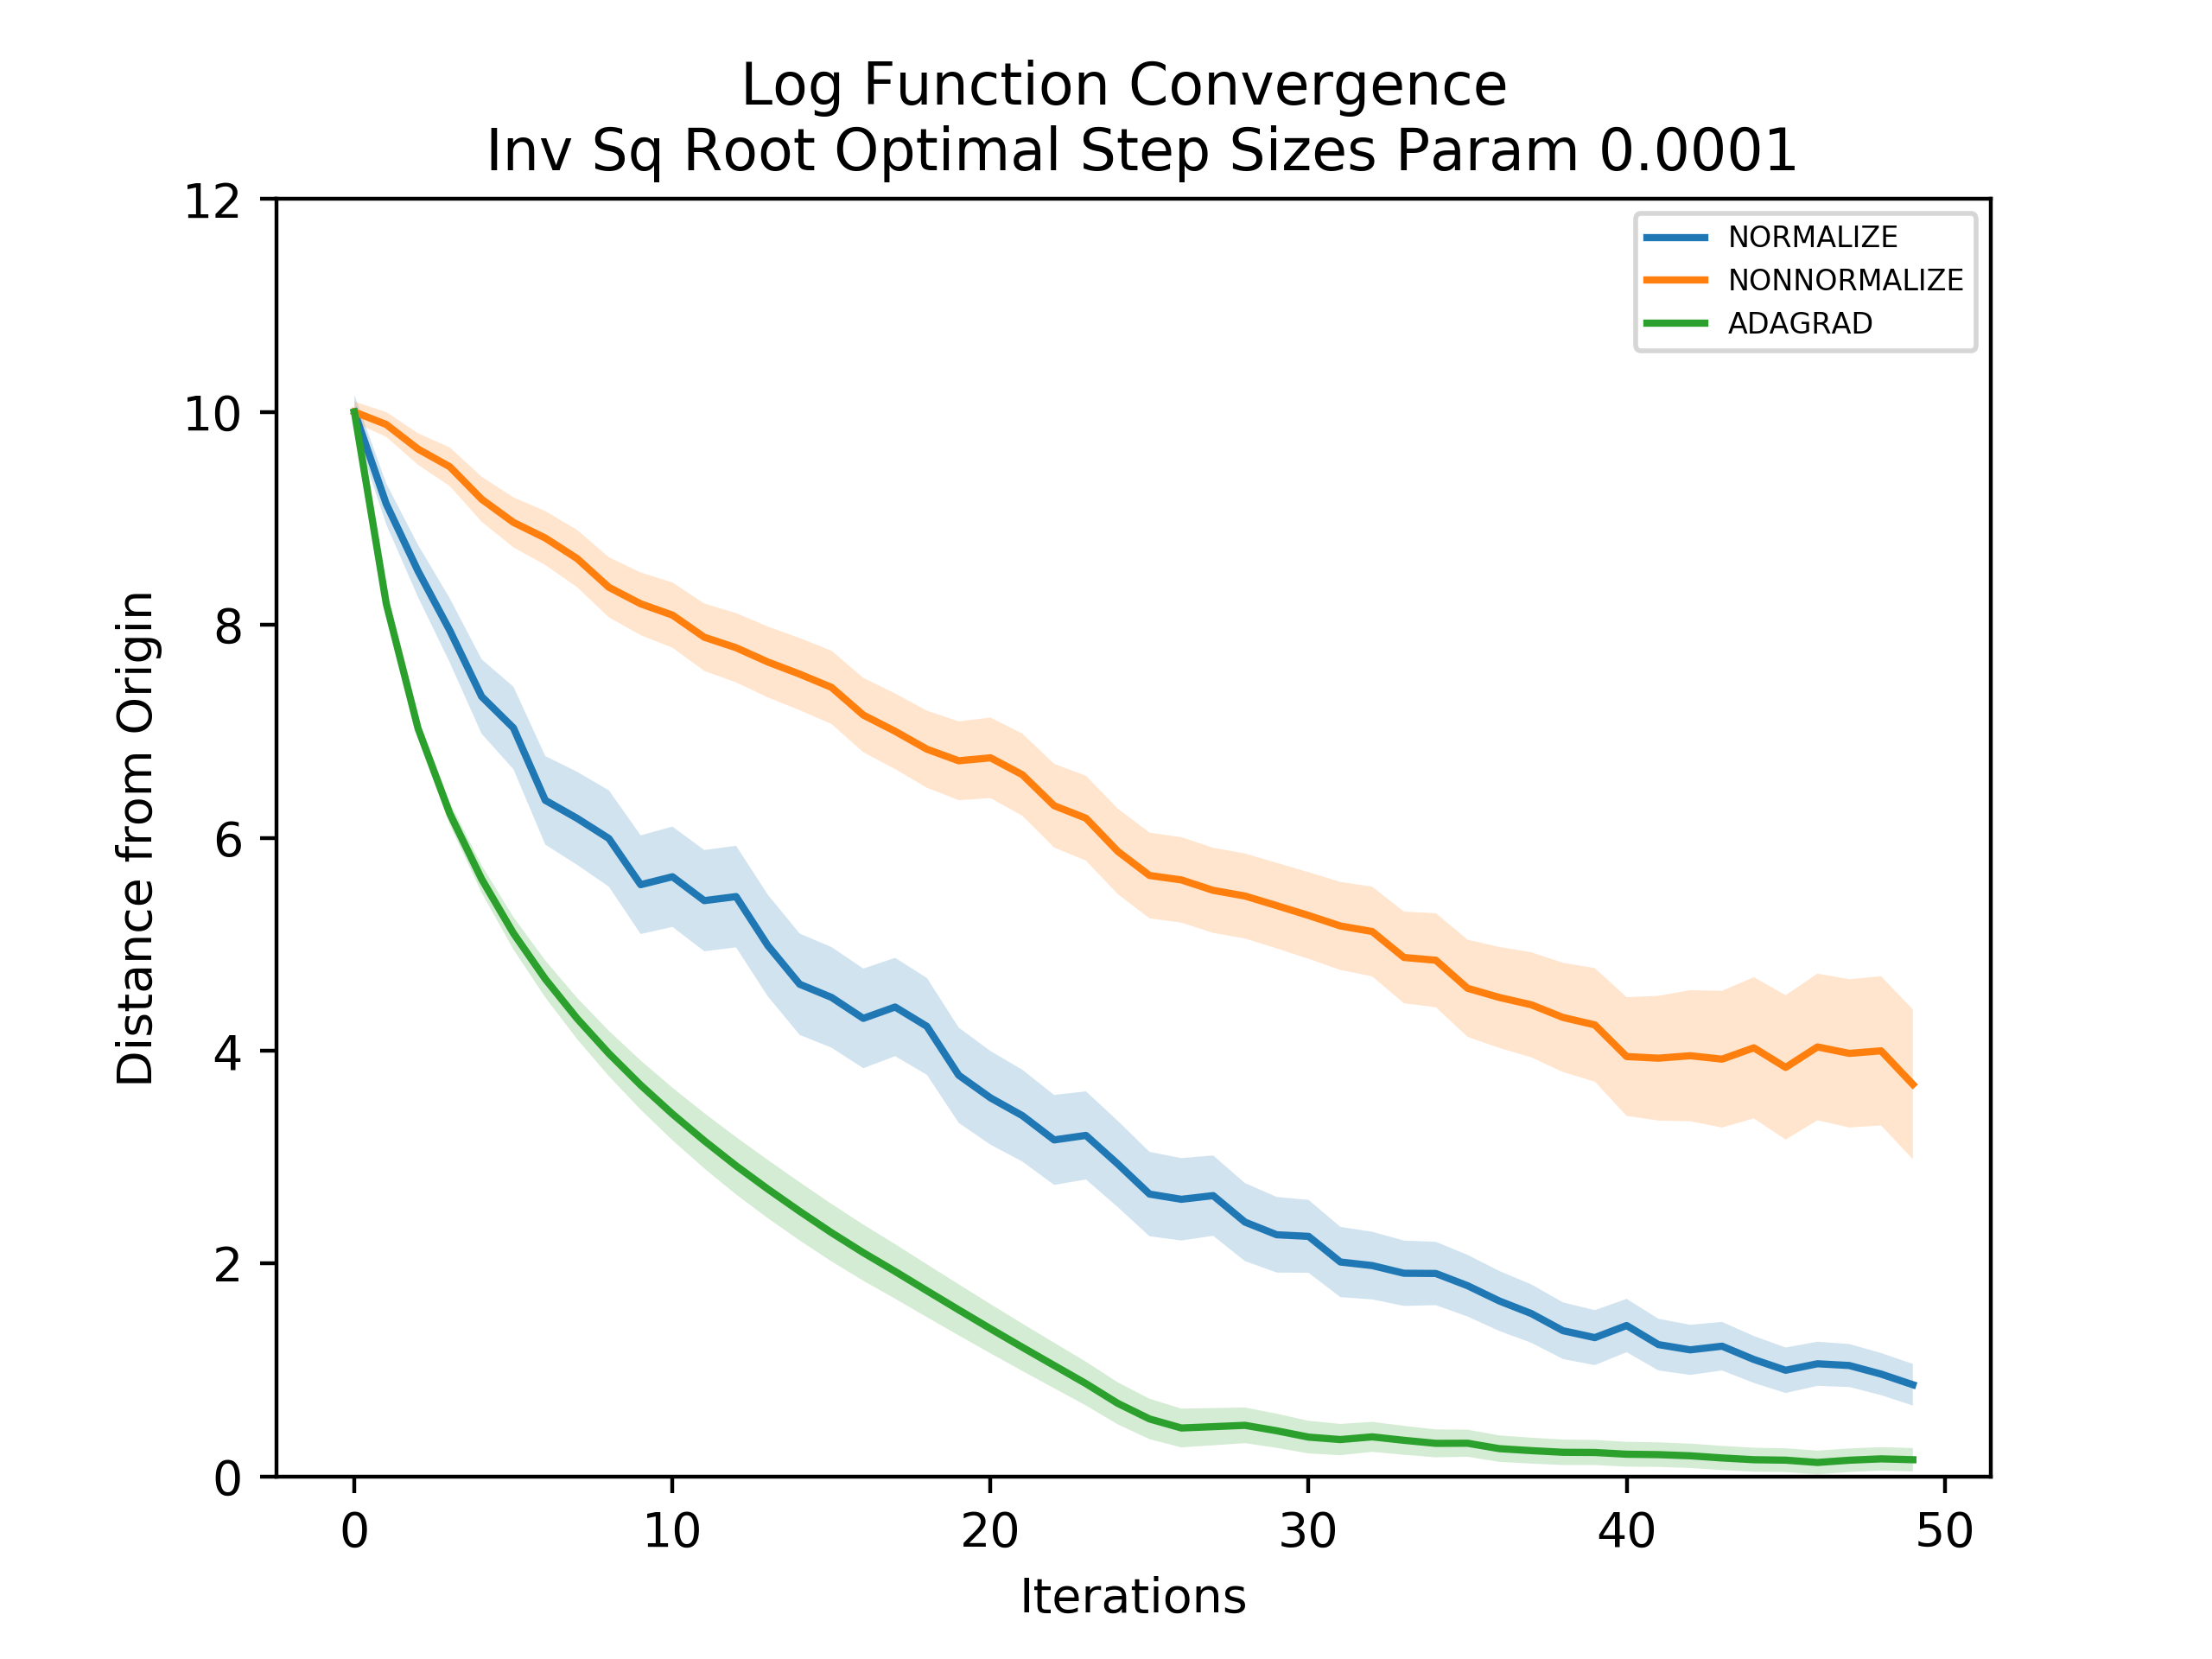 Log Function Convergence
Inv Sq Root Optimal Step Sizes Param 0.0001
NORMALIZE
NONNORMALIZE
ADAGRAD
Distance from Origin
12
10
8
6
4
2
0
0 10 20 30 40 50
Iterations